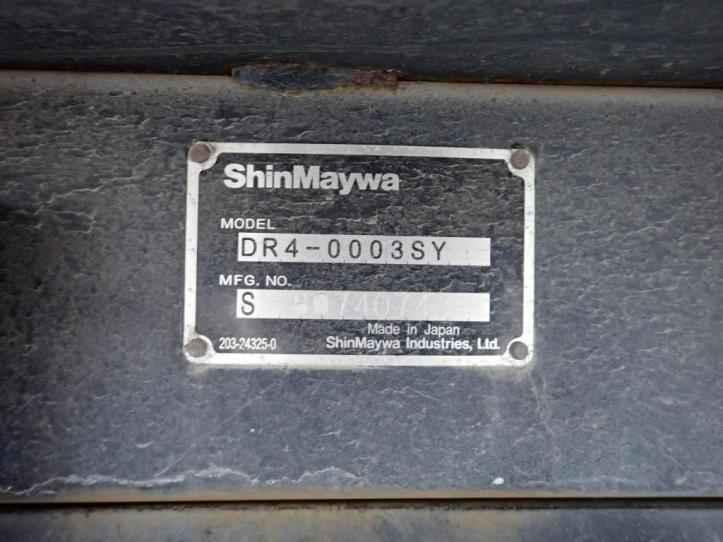 ShinMaywa
MODEL
DR4-0003SY
MFG. NO.
S
Made in Japan
203-24325-0
ShinMaywa Industries, Ltd.